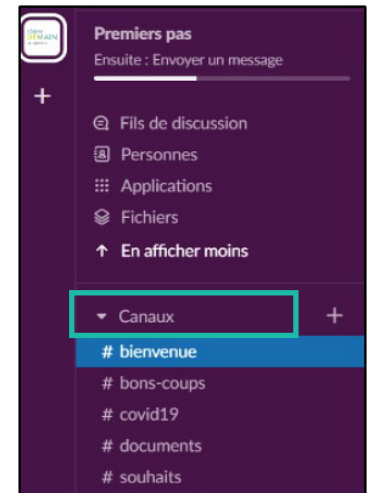 DEMAIN
Premiers pas
Ensuite : Envoyer un message
Fils de discussion
Personnes
Applications
Fichiers
En afficher moins
Canaux
# bienvenue
# bons-coups
# covid19
# documents
# souhaits